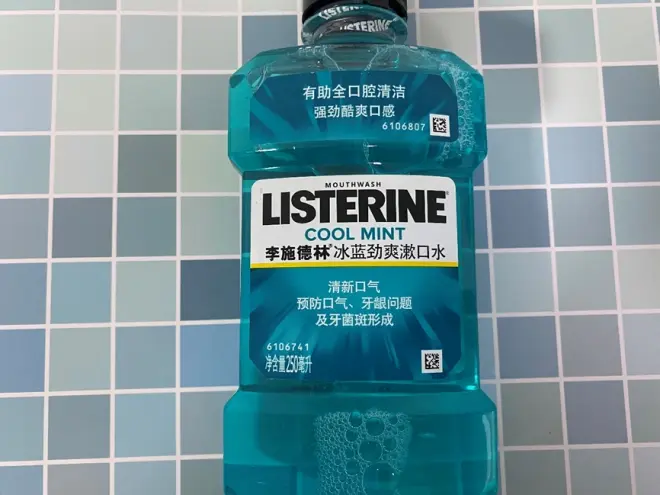 LISTERINE
有助全口腔清洁
强劲酷爽口感
6106807
MOUTHWASH
LISTERINE®
COOL MINT
李施德林®冰蓝劲爽漱口水
清新口气
预防口气、牙龈问题
及牙菌斑形成
6106741
净含量250毫升